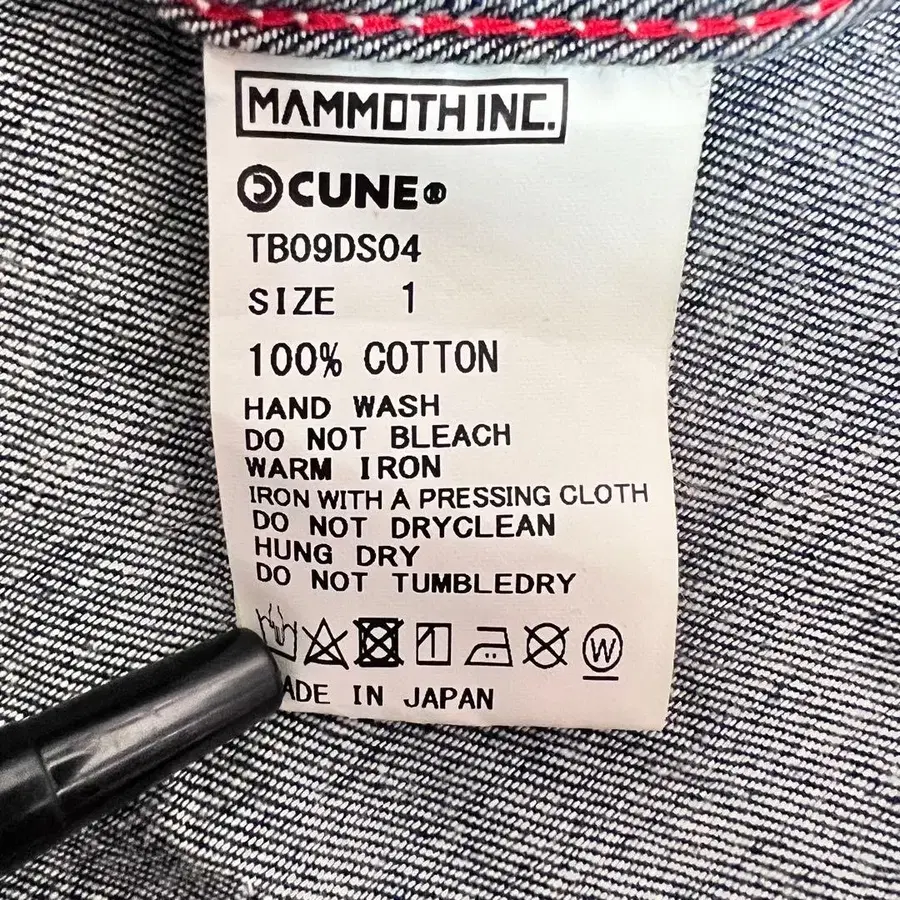 MAMMOTH INC.
CUNE®
TB09DS04
SIZE 1
100% COTTON
HAND WASH
DO NOT BLEACH
WARM IRON
IRON WITH A PRESSING CLOTH
DO NOT DRYCLEAN
HUNG DRY
DO NOT TUMBLEDRY
W
ADE IN JAPAN